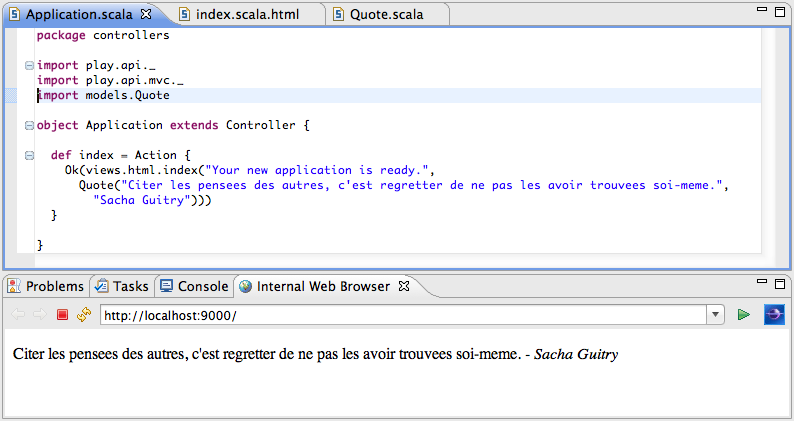 Application.scala index.scala.html Quote.scala
package controllers
import play.api._
import play.api.mvc._
import models.Quote
object Application extends Controller {
def index = Action {
Ok(views.html.index("Your new application is ready.",
Quote("Citer les pensees des autres, c'est regretter de ne pas les avoir trouvees soi-meme.",
"Sacha Guitry")))
}
}
Problems Tasks Console Internal Web Browser
http://localhost:9000/
Citer les pensees des autres, c'est regretter de ne pas les avoir trouvees soi-meme. - Sacha Guitry